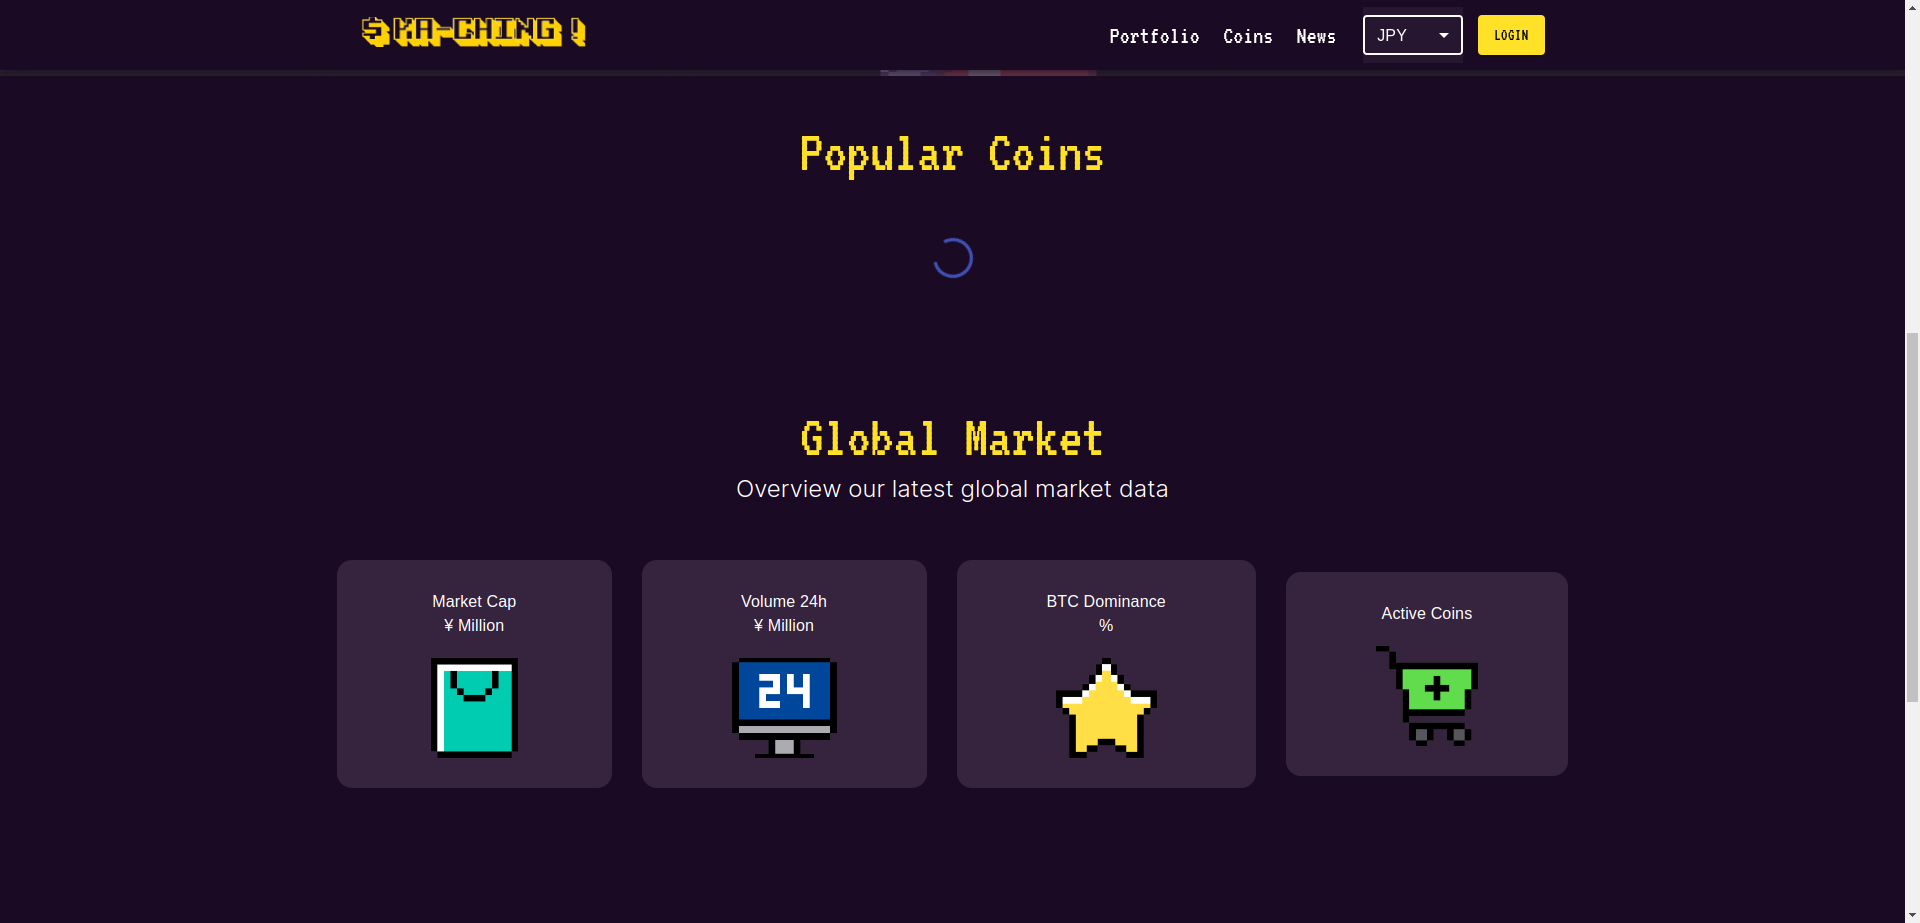 $ KA-CHING !
Portfolio
Coins
News
JPY
LOGIN
Popular Coins
Global Market
Overview our latest global market data
Market Cap
¥ Million
Volume 24h
¥ Million
24
BTC Dominance
%
Active Coins